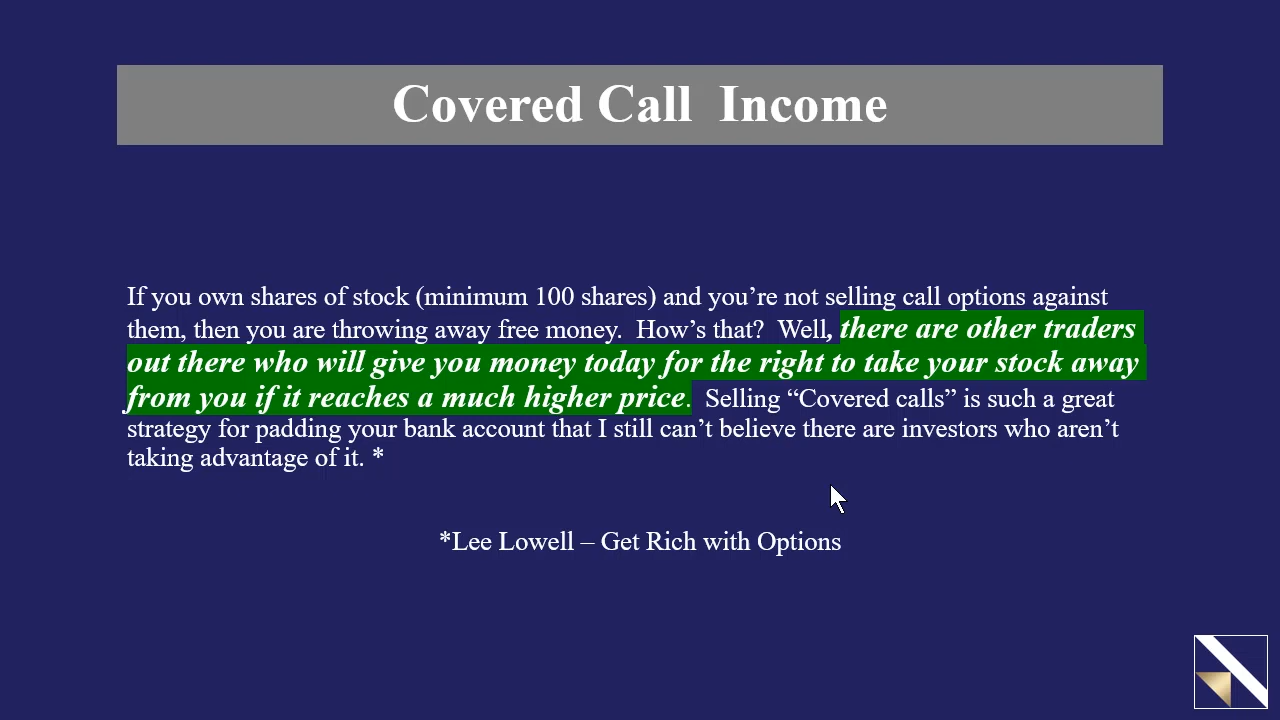 Covered Call  Income
If you own shares of stock (minimum 100 shares) and you’re not selling call options against
them, then you are throwing away free money.  How’s that?  Well, there are other traders
out there who will give you money today for the right to take your stock away
from you if it reaches a much higher price.  Selling “Covered calls” is such a great
strategy for padding your bank account that I still can’t believe there are investors who aren’t
taking advantage of it. *
*Lee Lowell – Get Rich with Options